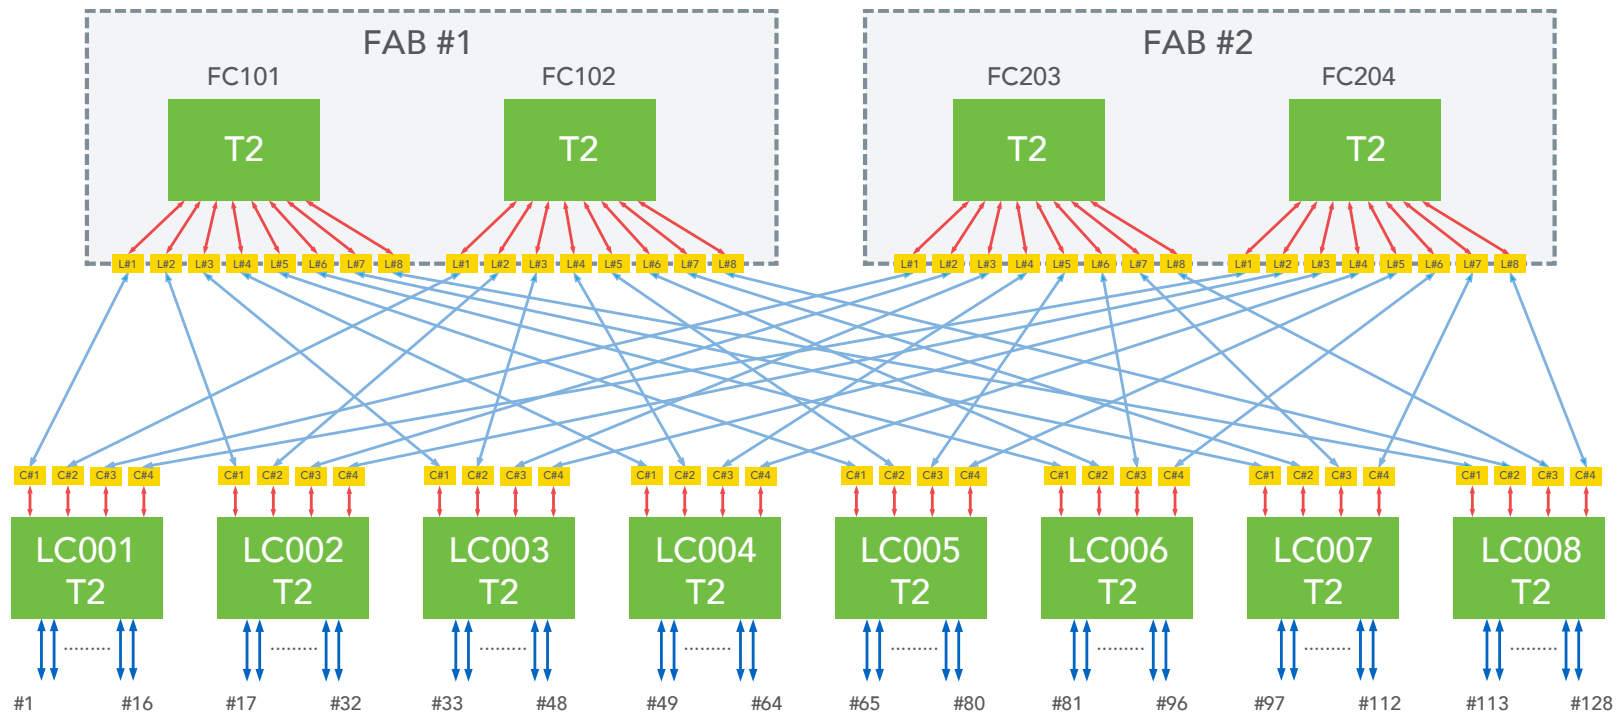 FAB #1
FAB #2
FC101
FC102
FC203
FC204
T2
T2
T2
T2
L#1 L#2 L#3 L#4 L#5 L#6 L#7 L#8
L#1 L#2 L#3 L#4 L#5 L#6 L#7 L#8
L#1 L#2 L#3 L#4 L#5 L#6 L#7 L#8
L#1 L#2 L#3 L#4 L#5 L#6 L#7 L#8
C#1 C#2 C#3 C#4
C#1 C#2 C#3 C#4
C#1 C#2 C#3 C#4
C#1 C#2 C#3 C#4
C#1 C#2 C#3 C#4
C#1 C#2 C#3 C#4
C#1 C#2 C#3 C#4
C#1 C#2 C#3 C#4
LC001
T2
LC002
T2
LC003
T2
LC004
T2
LC005
T2
LC006
T2
LC007
T2
LC008
T2
#1 #16
#17 #32
#33 #48
#49 #64
#65 #80
#81 #96
#97 #112
#113 #128